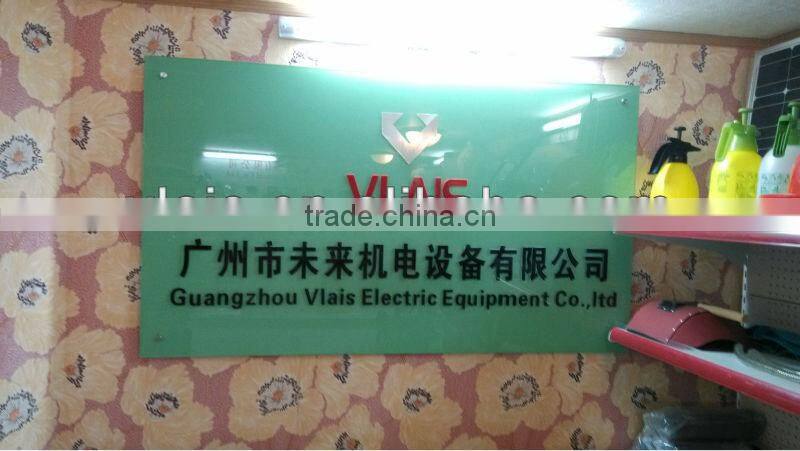 VLAIS
trade.china.cn
广州市未来机电设备有限公司
Guangzhou Vlais Electric Equipment Co.,ltd